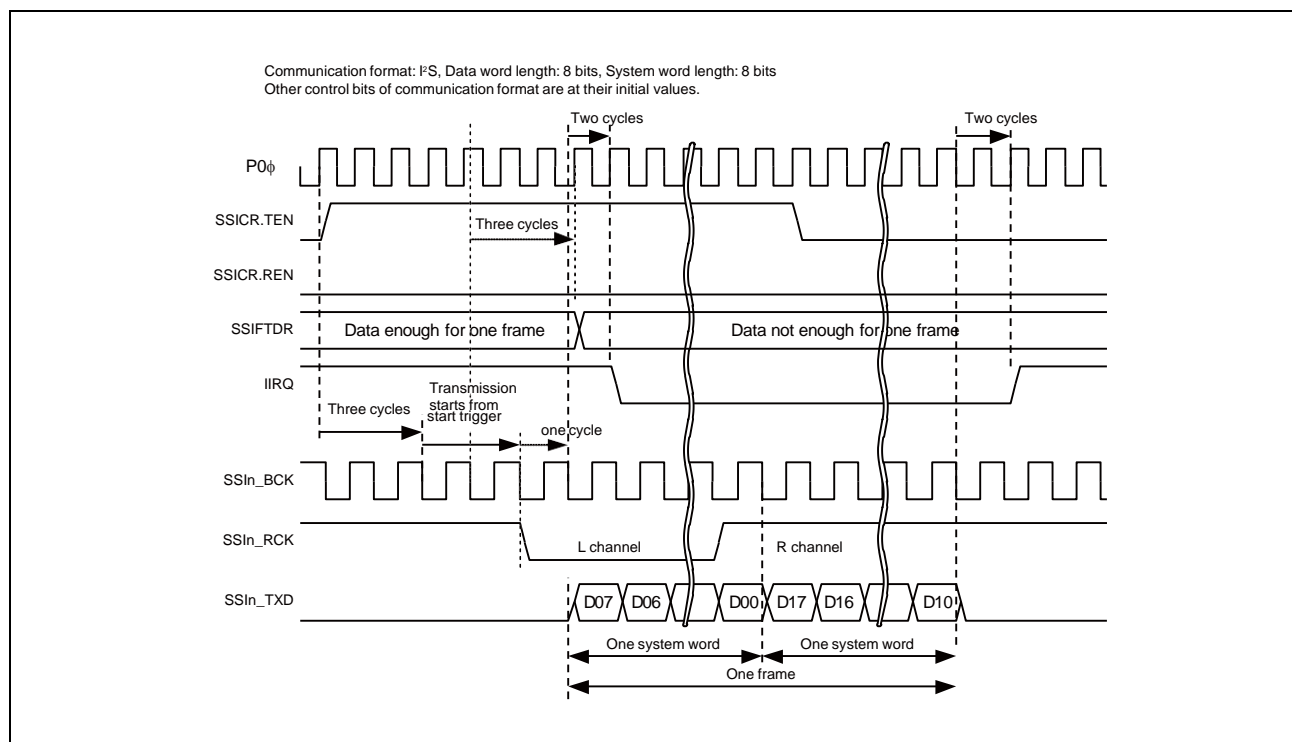 Communication format: I²S, Data word length: 8 bits, System word length: 8 bits
Other control bits of communication format are at their initial values.
Two cycles
Two cycles
P0ϕ
SSICR.TEN
Three cycles
SSICR.REN
SSIFTDR
Data enough for one frame
Data not enough for one frame
IIRQ
Transmission
starts from
start trigger
Three cycles
one cycle
SSIn_BCK
SSIn_RCK
L channel
R channel
SSIn_TXD
D07
D06
D00
D17
D16
D10
One system word
One system word
One frame